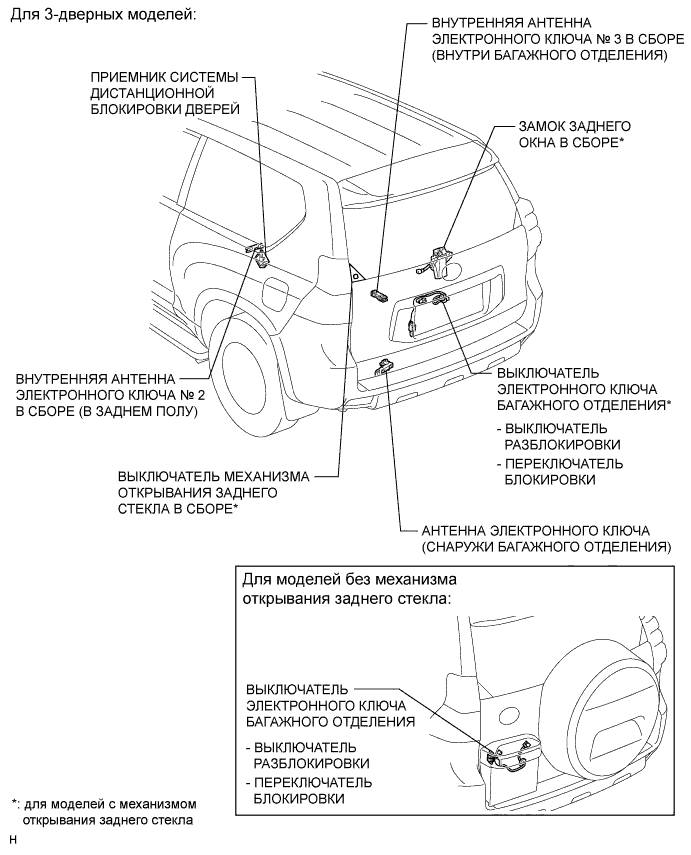 Для 3-дверных моделей:
ВНУТРЕННЯЯ АНТЕННА
ЭЛЕКТРОННОГО КЛЮЧА № 3 В СБОРЕ
(ВНУТРИ БАГАЖНОГО ОТДЕЛЕНИЯ)
ПРИЕМНИК СИСТЕМЫ
ДИСТАНЦИОННОЙ
БЛОКИРОВКИ ДВЕРЕЙ
ЗАМОК ЗАДНЕГО
ОКНА В СБОРЕ*
ВНУТРЕННЯЯ АНТЕННА
ЭЛЕКТРОННОГО КЛЮЧА № 2
В СБОРЕ (В ЗАДНЕМ ПОЛУ)
ВЫКЛЮЧАТЕЛЬ
ЭЛЕКТРОННОГО КЛЮЧА
БАГАЖНОГО ОТДЕЛЕНИЯ*
- ВЫКЛЮЧАТЕЛЬ
РАЗБЛОКИРОВКИ
- ПЕРЕКЛЮЧАТЕЛЬ
БЛОКИРОВКИ
ВЫКЛЮЧАТЕЛЬ МЕХАНИЗМА
ОТКРЫВАНИЯ ЗАДНЕГО
СТЕКЛА В СБОРЕ*
АНТЕННА ЭЛЕКТРОННОГО КЛЮЧА
(СНАРУЖИ БАГАЖНОГО ОТДЕЛЕНИЯ)
Для моделей без механизма
открывания заднего стекла:
ВЫКЛЮЧАТЕЛЬ
ЭЛЕКТРОННОГО КЛЮЧА
БАГАЖНОГО ОТДЕЛЕНИЯ
- ВЫКЛЮЧАТЕЛЬ
РАЗБЛОКИРОВКИ
- ПЕРЕКЛЮЧАТЕЛЬ
БЛОКИРОВКИ
*: для моделей с механизмом
открывания заднего стекла
H